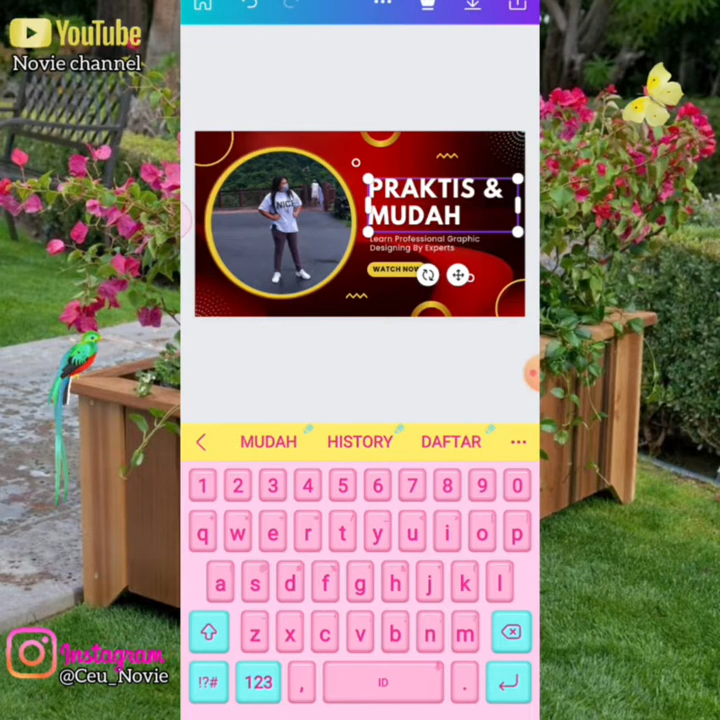 YouTube
Novie channel
PRAKTIS &
MUDAH
Learn Professional Graphic
Designing By Experts
WATCH NOW
NICE
MUDAH HISTORY DAFTAR
1 2 3 4 5 6 7 8 9 0
q w e r t y u i o p
a s d f g h j k l
z x c v b n m
!?# 123 , ID .
Instagram
@Ceu_Novie